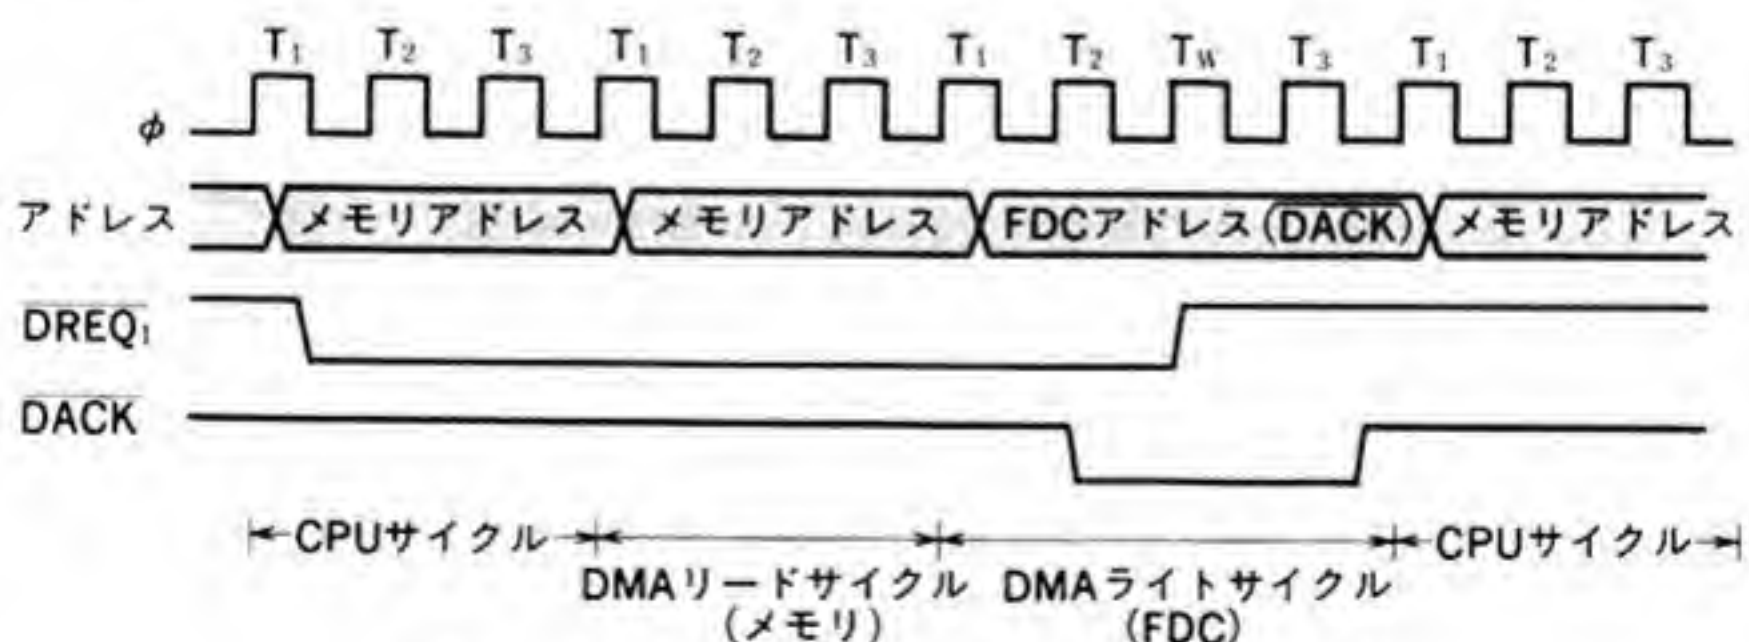 T₁ T₂ T₃ T₁ T₂ T₃ T₁ T₂ Tw T₃ T₁ T₂ T₃
φ
アドレス メモリアドレス メモリアドレス FDCアドレス(DACK) メモリアドレス
DREQ₁
DACK
CPUサイクル CPUサイクル
DMAリードサイクル DMAライトサイクル
(メモリ) (FDC)